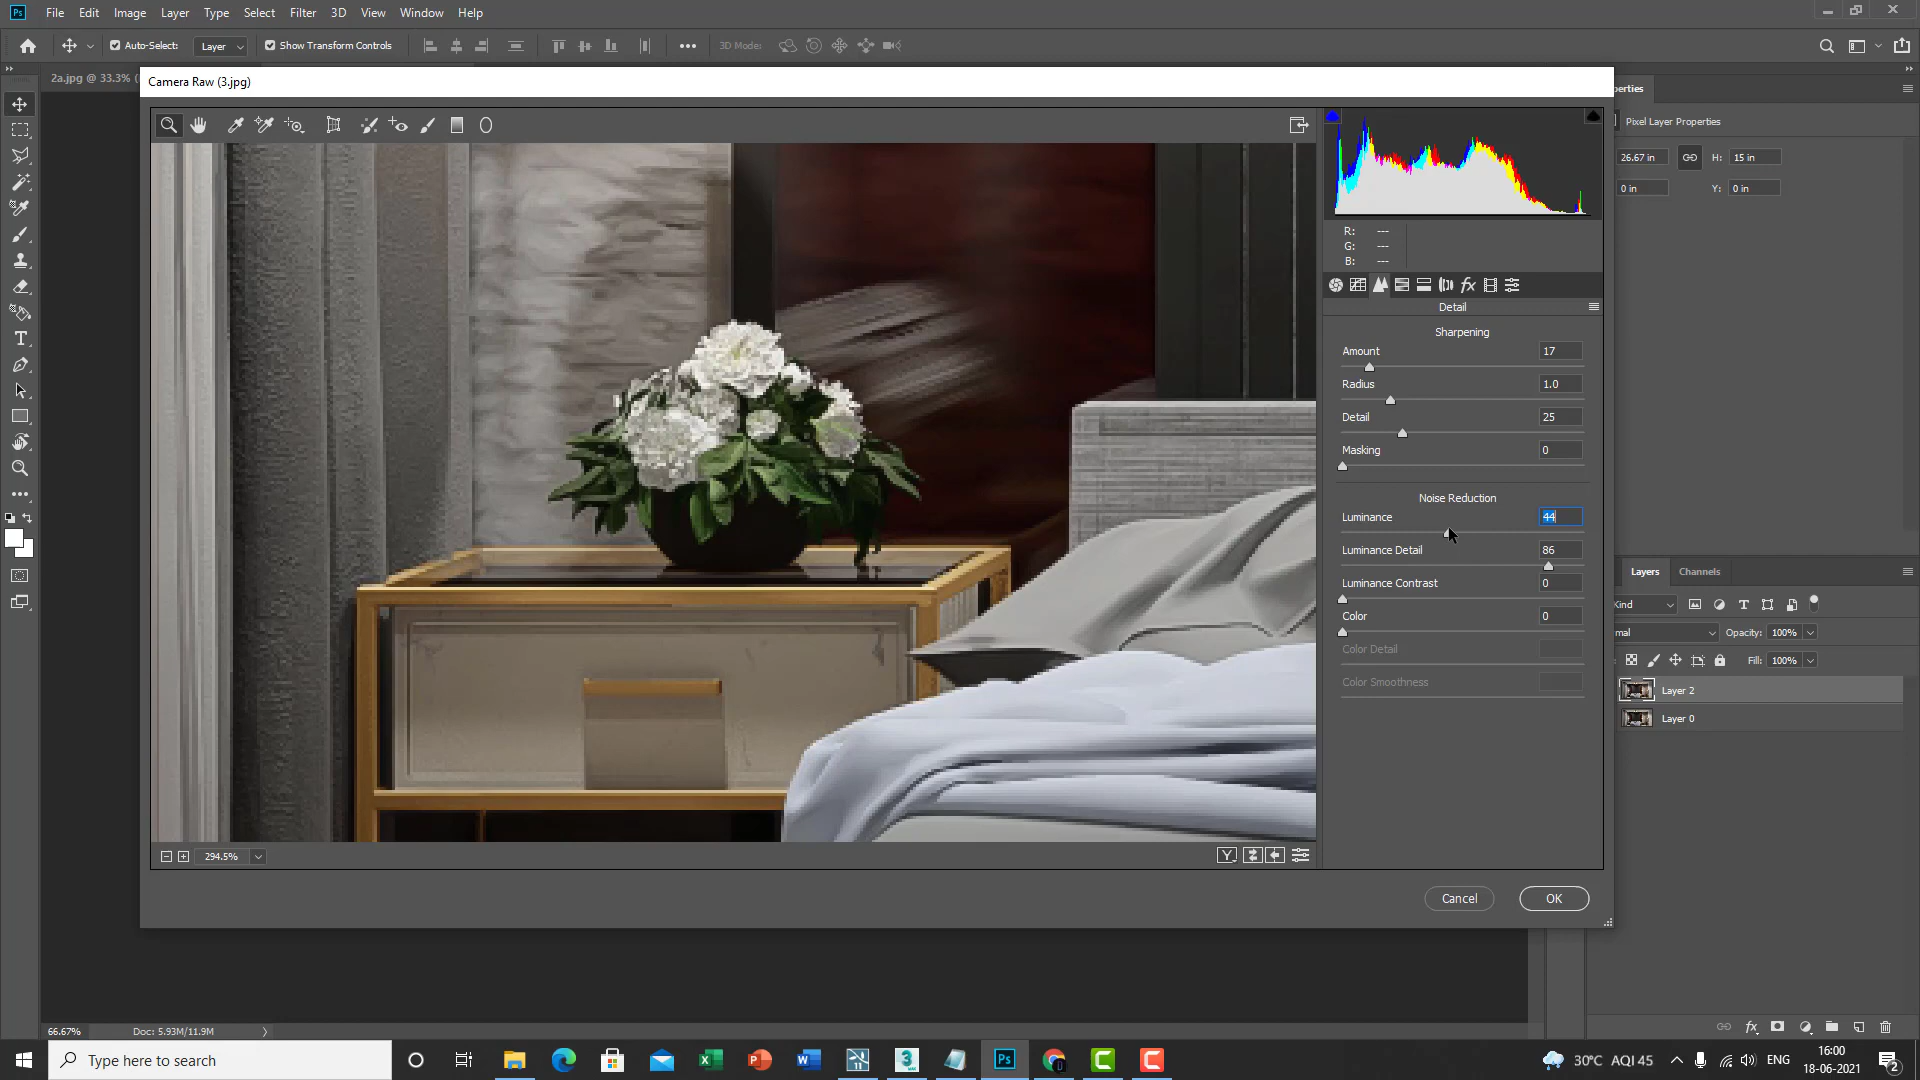 Ps File Edit Image Layer Type Select Filter 3D View Window Help
Auto-Select: Layer Show Transform Controls 3D Mode:
2a.jpg @ 33.3% (
Camera Raw (3.jpg)
perties
Pixel Layer Properties
26.67 in H: 15 in
0 in Y: 0 in
R: ---
G: ---
B: ---
fx
Detail
Sharpening
Amount 17
Radius 1.0
Detail 25
Masking 0
Noise Reduction
Luminance 44
Luminance Detail 86
Luminance Contrast 0
Color 0
Color Detail
Color Smoothness
Layers Channels
Kind
mal Opacity: 100%
Fill: 100%
Layer 2
Layer 0
294.5% Y
Cancel OK
66.67% Doc: 5.93M/11.9M
Type here to search
30°C AQI 45 ENG 16:00
18-06-2021 2